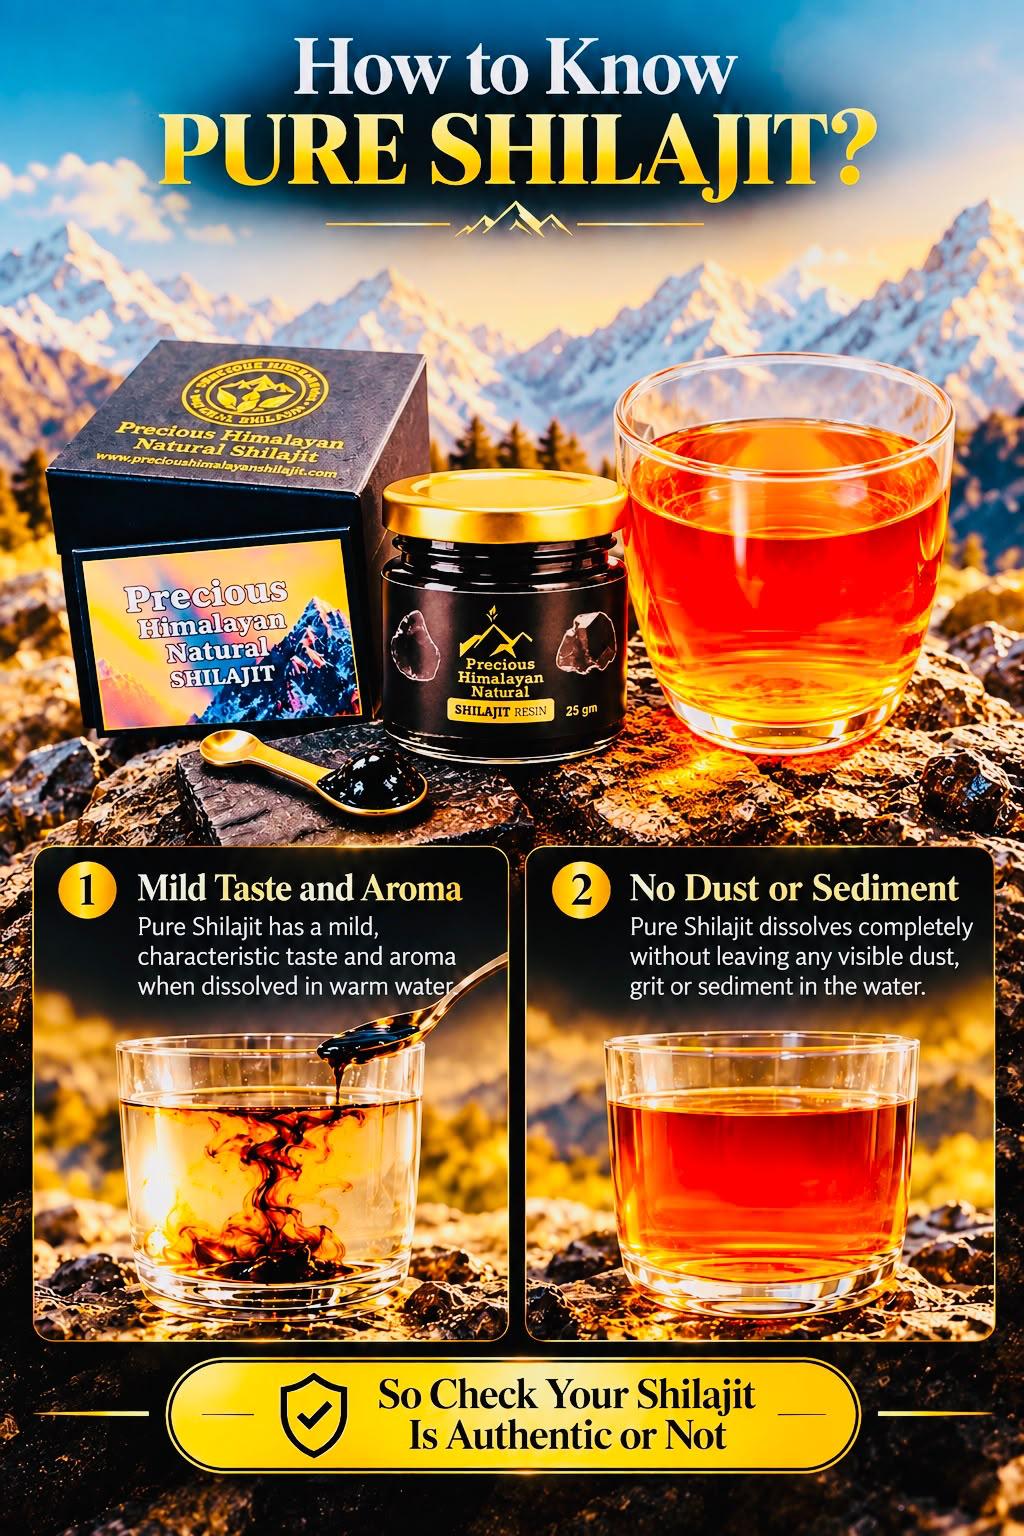 How to Know
PURE SHILAJIT?
Precious Himalayan
Natural Shilajit
www.precioushimalayanshilajit.com
Precious
Himalayan
Natural
SHILAJIT
Precious
Himalayan
Natural
SHILAJIT RESIN
25 gm
1
Mild Taste and Aroma
Pure Shilajit has a mild,
characteristic taste and aroma
when dissolved in warm water.
2
No Dust or Sediment
Pure Shilajit dissolves completely
without leaving any visible dust,
grit or sediment in the water.
So Check Your Shilajit
Is Authentic or Not